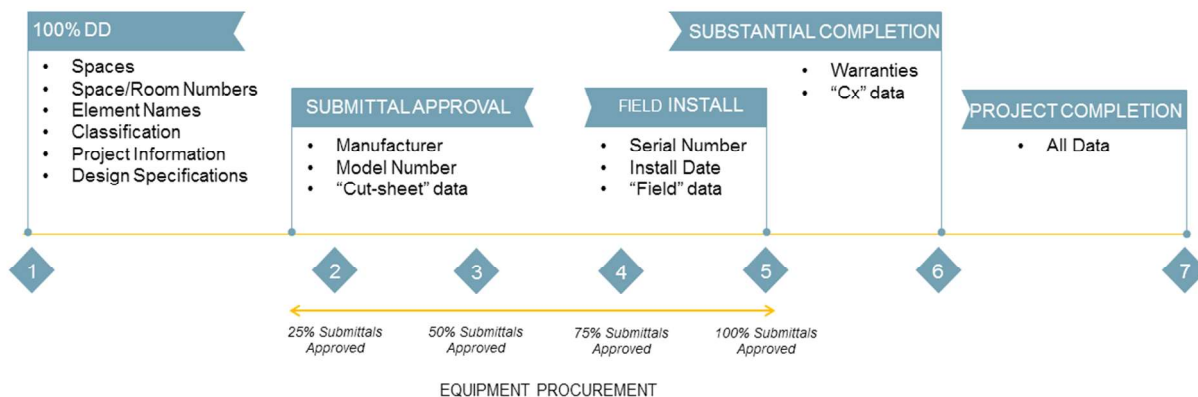 100% DD
• Spaces
• Space/Room Numbers
• Element Names
• Classification
• Project Information
• Design Specifications
SUBMITTAL APPROVAL
• Manufacturer
• Model Number
• “Cut-sheet” data
FIELD INSTALL
• Serial Number
• Install Date
• “Field” data
SUBSTANTIAL COMPLETION
• Warranties
• “Cx” data
PROJECT COMPLETION
• All Data
1
2
3
4
5
6
7
25% Submittals
Approved
50% Submittals
Approved
75% Submittals
Approved
100% Submittals
Approved
EQUIPMENT PROCUREMENT